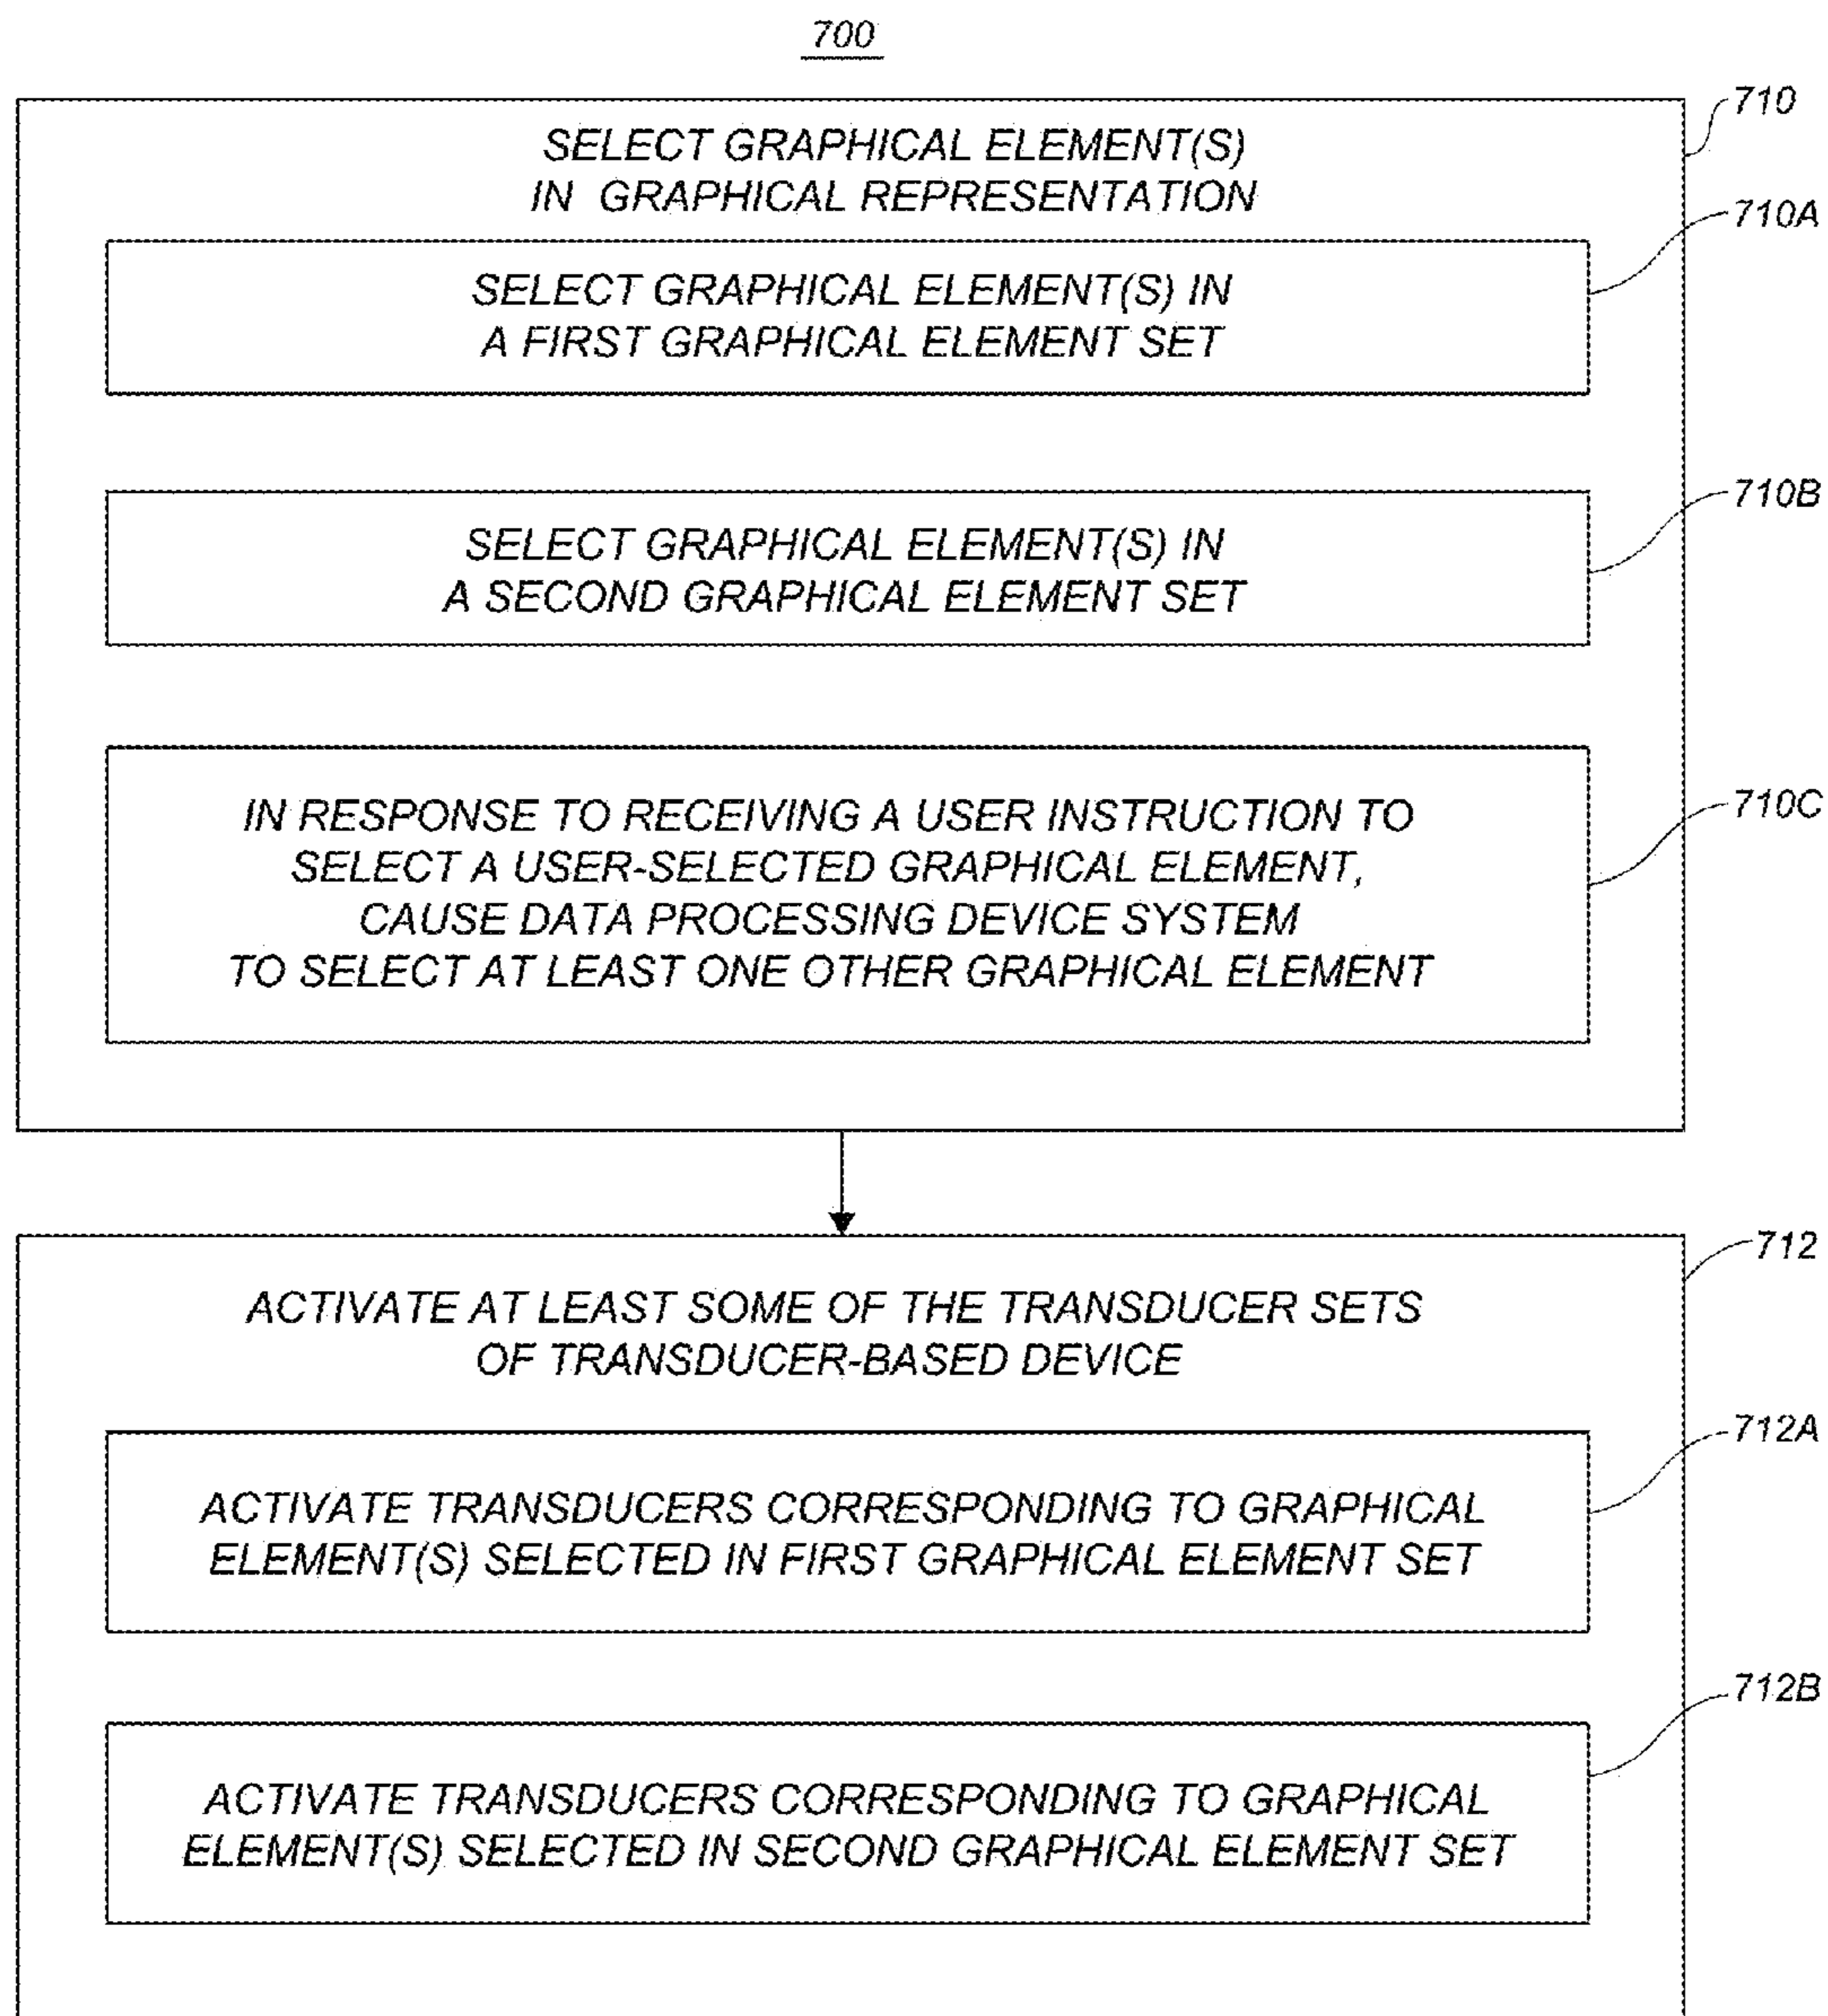 700
710
SELECT GRAPHICAL ELEMENT(S)
IN GRAPHICAL REPRESENTATION
710A
SELECT GRAPHICAL ELEMENT(S) IN
A FIRST GRAPHICAL ELEMENT SET
710B
SELECT GRAPHICAL ELEMENT(S) IN
A SECOND GRAPHICAL ELEMENT SET
710C
IN RESPONSE TO RECEIVING A USER INSTRUCTION TO
SELECT A USER-SELECTED GRAPHICAL ELEMENT,
CAUSE DATA PROCESSING DEVICE SYSTEM
TO SELECT AT LEAST ONE OTHER GRAPHICAL ELEMENT
712
ACTIVATE AT LEAST SOME OF THE TRANSDUCER SETS
OF TRANSDUCER-BASED DEVICE
712A
ACTIVATE TRANSDUCERS CORRESPONDING TO GRAPHICAL
ELEMENT(S) SELECTED IN FIRST GRAPHICAL ELEMENT SET
712B
ACTIVATE TRANSDUCERS CORRESPONDING TO GRAPHICAL
ELEMENT(S) SELECTED IN SECOND GRAPHICAL ELEMENT SET